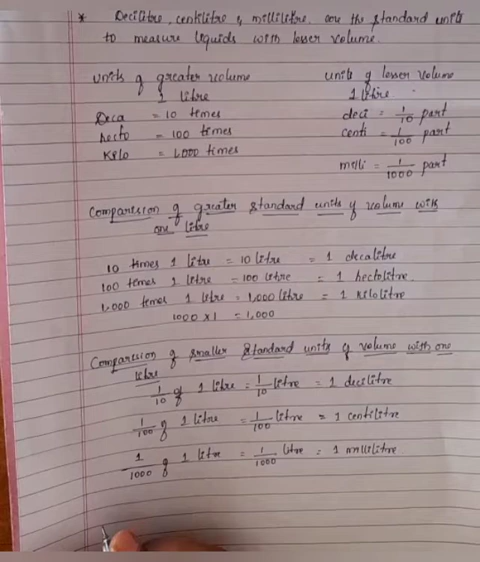 * Decilitre, centilitre & millilitre are the standard units
to measure liquids with lesser volume.
units of greater volume
1 litre
Deca = 10 times
hecto = 100 times
Kilo = 1,000 times
units of lesser volume
1 litre
deci = 1/10 part
centi = 1/100 part
milli = 1/1000 part
Comparision of greater standard units of volume with
one litre
10 times 1 litre = 10 litre = 1 decalitre
100 times 1 litre = 100 litre = 1 hectolitre
1,000 times 1 litre = 1,000 litre = 1 kilolitre
1000 x 1 = 1,000
Comparision of smaller standard units of volume with one
litre
1/10 of 1 litre = 1/10 litre = 1 decilitre
1/100 of 1 litre = 1/100 litre = 1 centilitre
1/1000 of 1 litre = 1/1000 litre = 1 millilitre